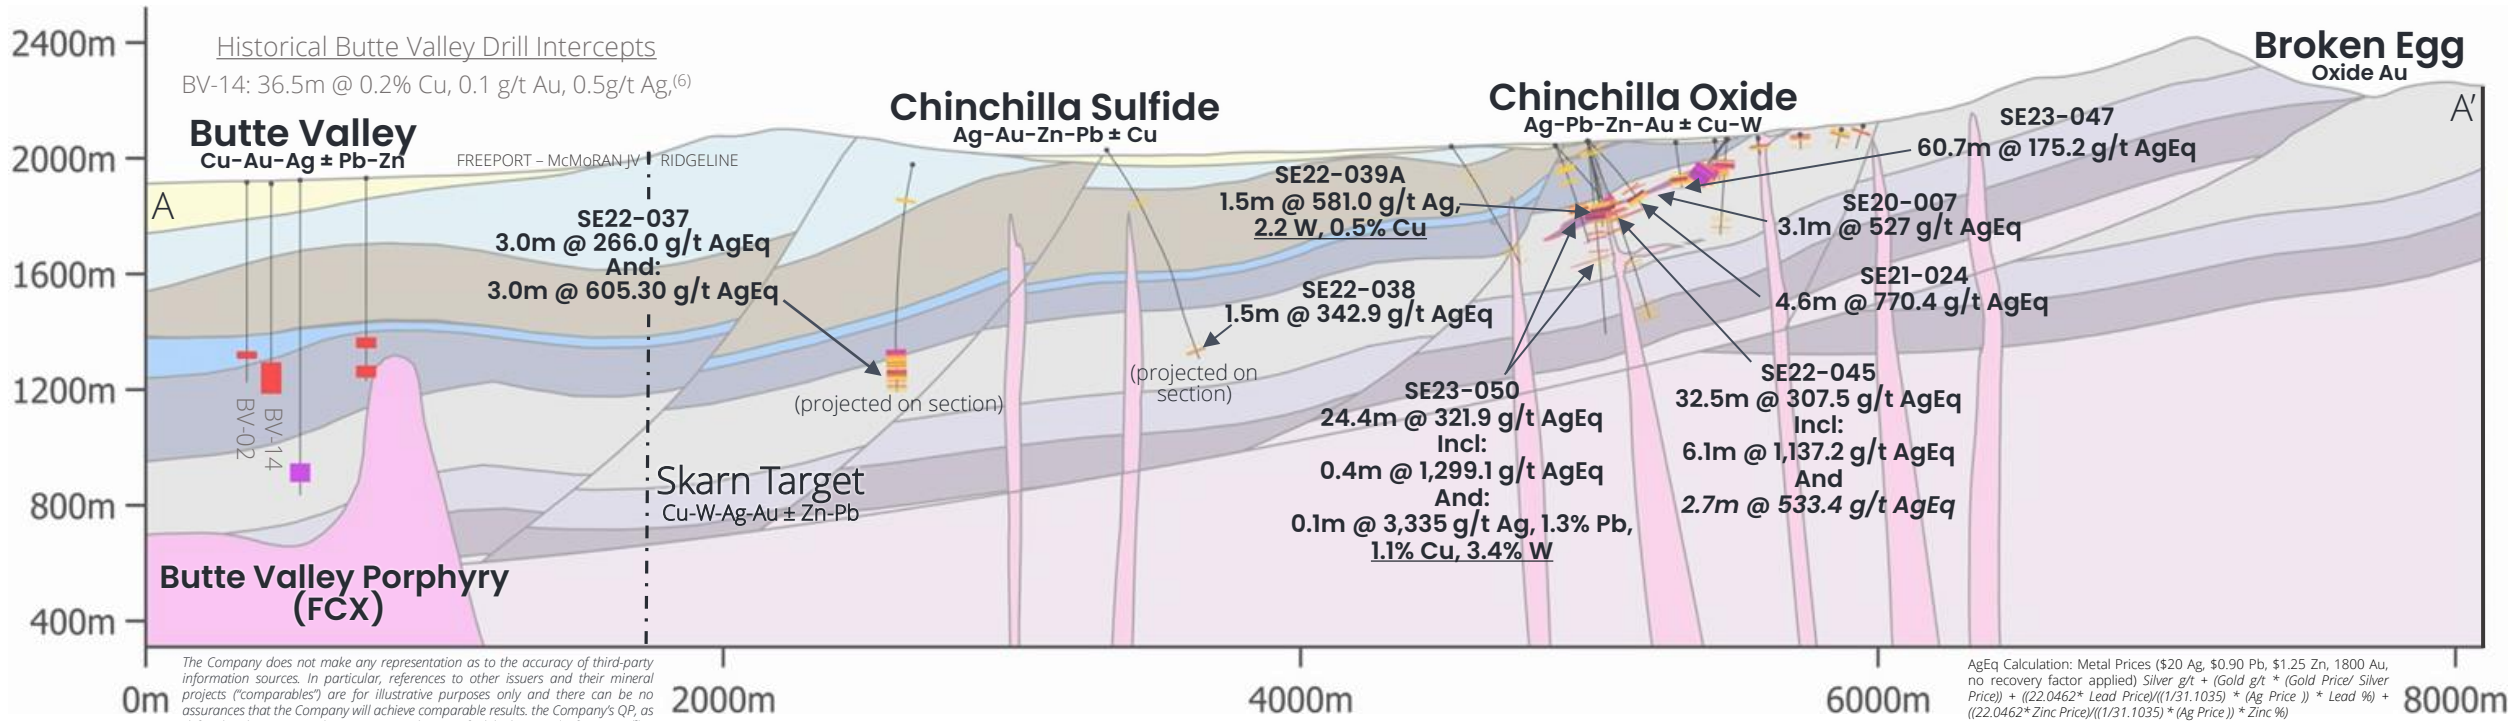 2400m
2000m
1600m
1200m
800m
400m
0m
2000m
4000m
6000m
8000m
Historical Butte Valley Drill Intercepts
BV-14: 36.5m @ 0.2% Cu, 0.1 g/t Au, 0.5g/t Ag,(6)
Butte Valley
Cu-Au-Ag ± Pb-Zn
FREEPORT – McMoRAN JV
RIDGELINE
A
BV-02
BV-14
Butte Valley Porphyry
(FCX)
SE22-037
3.0m @ 266.0 g/t AgEq
And:
3.0m @ 605.30 g/t AgEq
(projected on section)
Skarn Target
Cu-W-Ag-Au ± Zn-Pb
Chinchilla Sulfide
Ag-Au-Zn-Pb ± Cu
SE22-038
1.5m @ 342.9 g/t AgEq
(projected on
section)
SE22-039A
1.5m @ 581.0 g/t Ag,
2.2 W, 0.5% Cu
Chinchilla Oxide
Ag-Pb-Zn-Au ± Cu-W
SE23-050
24.4m @ 321.9 g/t AgEq
Incl:
0.4m @ 1,299.1 g/t AgEq
And:
0.1m @ 3,335 g/t Ag, 1.3% Pb,
1.1% Cu, 3.4% W
SE23-047
60.7m @ 175.2 g/t AgEq
SE20-007
3.1m @ 527 g/t AgEq
SE21-024
4.6m @ 770.4 g/t AgEq
SE22-045
32.5m @ 307.5 g/t AgEq
Incl:
6.1m @ 1,137.2 g/t AgEq
And
2.7m @ 533.4 g/t AgEq
Broken Egg
Oxide Au
A’
The Company does not make any representation as to the accuracy of third-party
information sources. In particular, references to other issuers and their mineral
projects (“comparables”) are for illustrative purposes only and there can be no
assurances that the Company will achieve comparable results. the Company’s QP, as
AgEq Calculation: Metal Prices ($20 Ag, $0.90 Pb, $1.25 Zn, 1800 Au,
no recovery factor applied) Silver g/t + (Gold g/t * (Gold Price/ Silver
Price)) + ((22.0462* Lead Price)/((1/31.1035) * (Ag Price )) * Lead %) +
((22.0462* Zinc Price)/((1/31.1035) * (Ag Price )) * Zinc %)